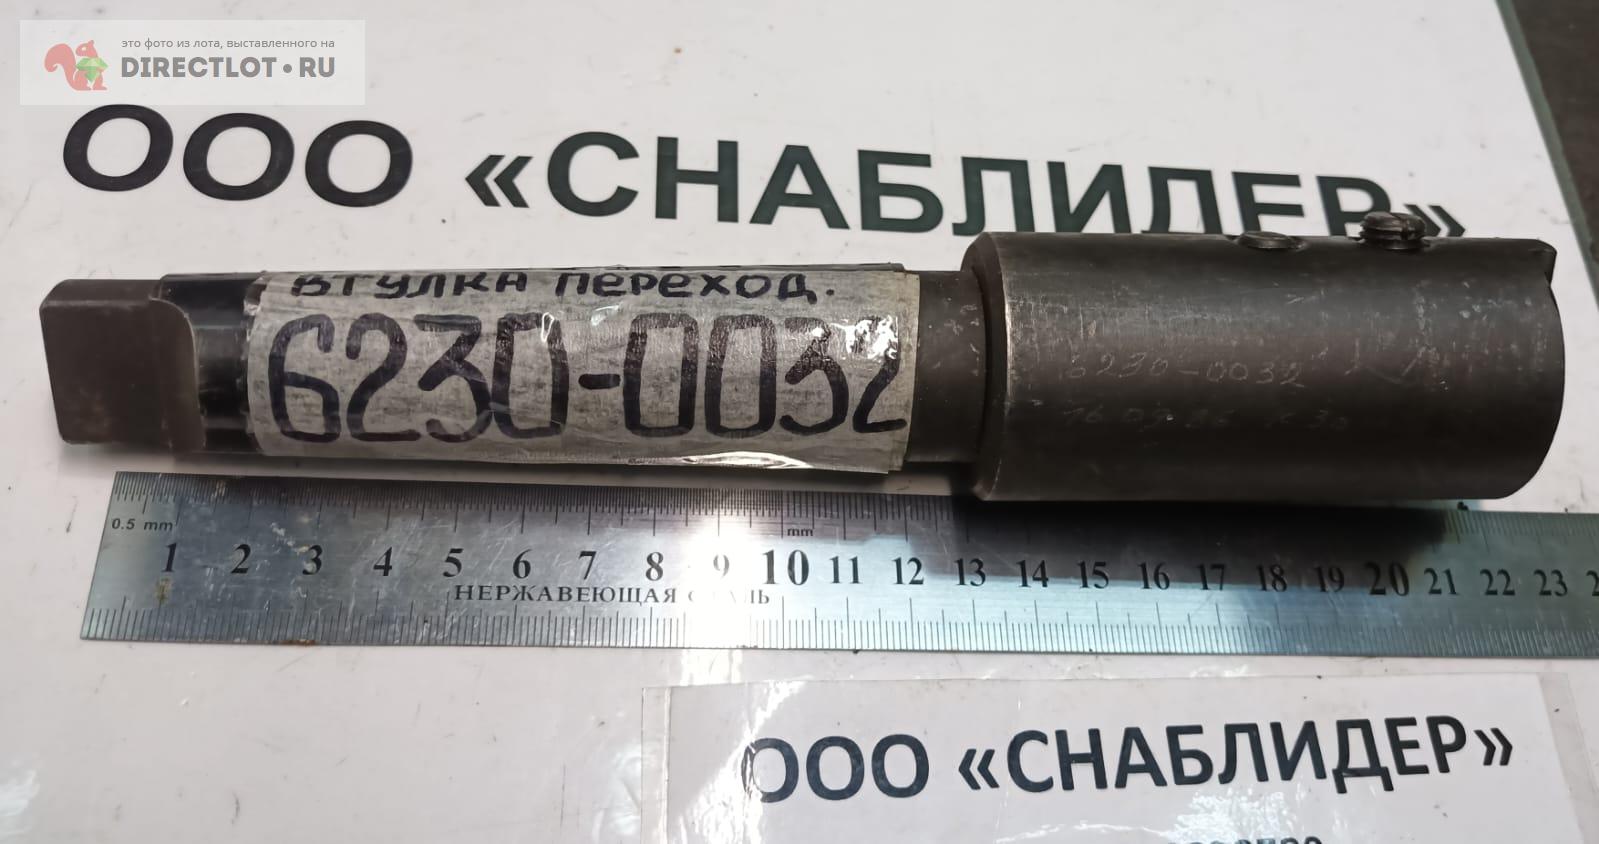 это фото из лота, выставленного на
DIRECTLOT•RU
ООО «СНАБЛИДЕР»
ВТУЛКА ПЕРЕХОД.
6230-0032
6230-0032
0.5 mm
mm
1 2 3 4 5 6 7 8 9 10 11 12 13 14 15 16 17 18 19 20 21 22 23
НЕРЖАВЕЮЩАЯ
ООО «СНАБЛИДЕР»